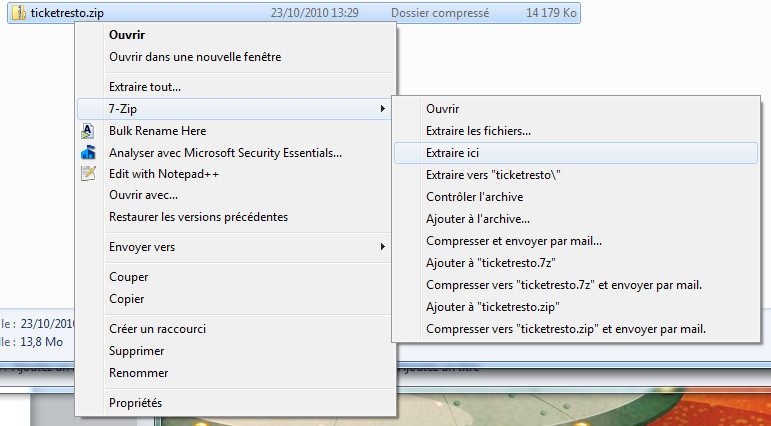 ticketresto.zip 23/10/2010 13:29 Dossier compressé 14 179 Ko
Ouvrir
Ouvrir dans une nouvelle fenêtre
Extraire tout...
7-Zip
Bulk Rename Here
Analyser avec Microsoft Security Essentials...
Edit with Notepad++
Ouvrir avec...
Restaurer les versions précédentes
Envoyer vers
Couper
Copier
Créer un raccourci
Supprimer
Renommer
Propriétés
Ouvrir
Extraire les fichiers...
Extraire ici
Extraire vers "ticketresto\"
Contrôler l'archive
Ajouter à l'archive...
Compresser et envoyer par mail...
Ajouter à "ticketresto.7z"
Compresser vers "ticketresto.7z" et envoyer par mail.
Ajouter à "ticketresto.zip"
Compresser vers "ticketresto.zip" et envoyer par mail.
le : 23/10/2010
lle : 13,8 Mo